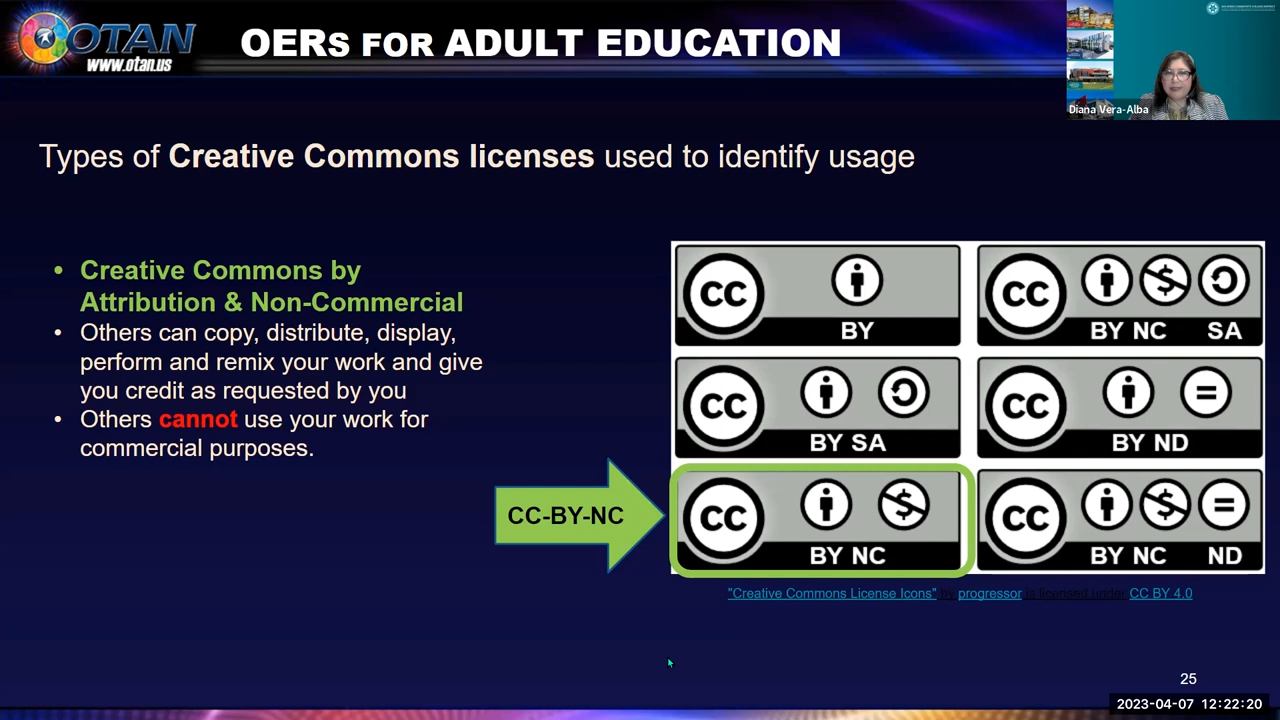 OTAN
www.otan.us
OERs FOR ADULT EDUCATION
Diana Vera-Alba
Types of Creative Commons licenses used to identify usage
• Creative Commons by
Attribution & Non-Commercial
• Others can copy, distribute, display,
perform and remix your work and give
you credit as requested by you
• Others cannot use your work for
commercial purposes.
CC-BY-NC
CC
BY
CC
$
BY NC SA
CC
BY SA
CC
=
BY ND
CC
$
BY NC
CC
$ =
BY NC ND
"Creative Commons License Icons" by progressor is licensed under CC BY 4.0
25
2023-04-07 12:22:20